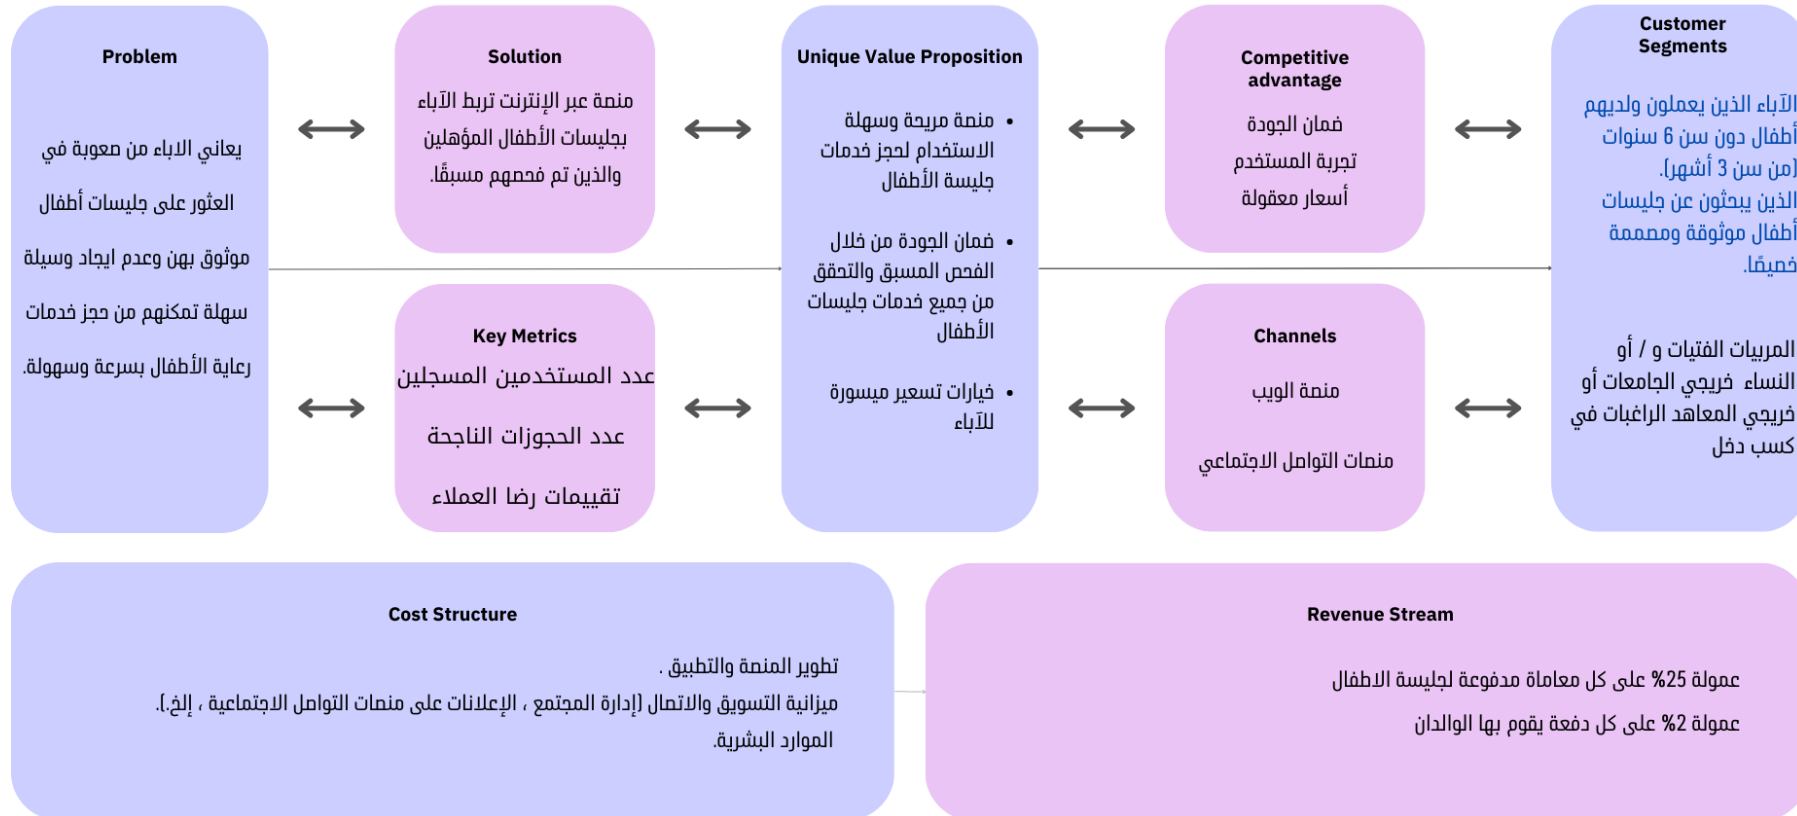 Problem
يعاني الاباء من صعوبة في
العثور على جليسات أطفال
موثوق بهن وعدم ايجاد وسيلة
سهلة تمكنهم من حجز خدمات
رعاية الأطفال بسرعة وسهولة.
Solution
منصة عبر الإنترنت تربط الآباء
بجليسات الأطفال المؤهلين
والذين تم فحصهم مسبقًا.
Key Metrics
عدد المستخدمين المسجلين
عدد الحجوزات الناجحة
تقييمات رضا العملاء
Unique Value Proposition
• منصة مريحة وسهلة
الاستخدام لحجز خدمات
جليسة الأطفال
• ضمان الجودة من خلال
الفحص المسبق والتحقق
من جميع خدمات جليسات
الأطفال
• خيارات تسعير ميسورة
للآباء
Competitive
advantage
ضمان الجودة
تجربة المستخدم
أسعار معقولة
Channels
منصة الويب
منصات التواصل الاجتماعي
Customer
Segments
الآباء الذين يعملون ولديهم
أطفال دون سن 6 سنوات
(من سن 3 أشهر).
الذين يبحثون عن جليسات
أطفال موثوقة ومصممة
خصيصًا.
المربيات الفتيات و / أو
النساء خريجي الجامعات أو
خريجي المعاهد الراغبات في
كسب دخل
Cost Structure
تطوير المنصة والتطبيق .
ميزانية التسويق والاتصال (إدارة المجتمع ، الإعلانات على منصات التواصل الاجتماعية ، إلخ.).
الموارد البشرية.
Revenue Stream
عمولة 25% على كل معاماة مدفوعة لجليسة الاطفال
عمولة 2% على كل دفعة يقوم بها الوالدان